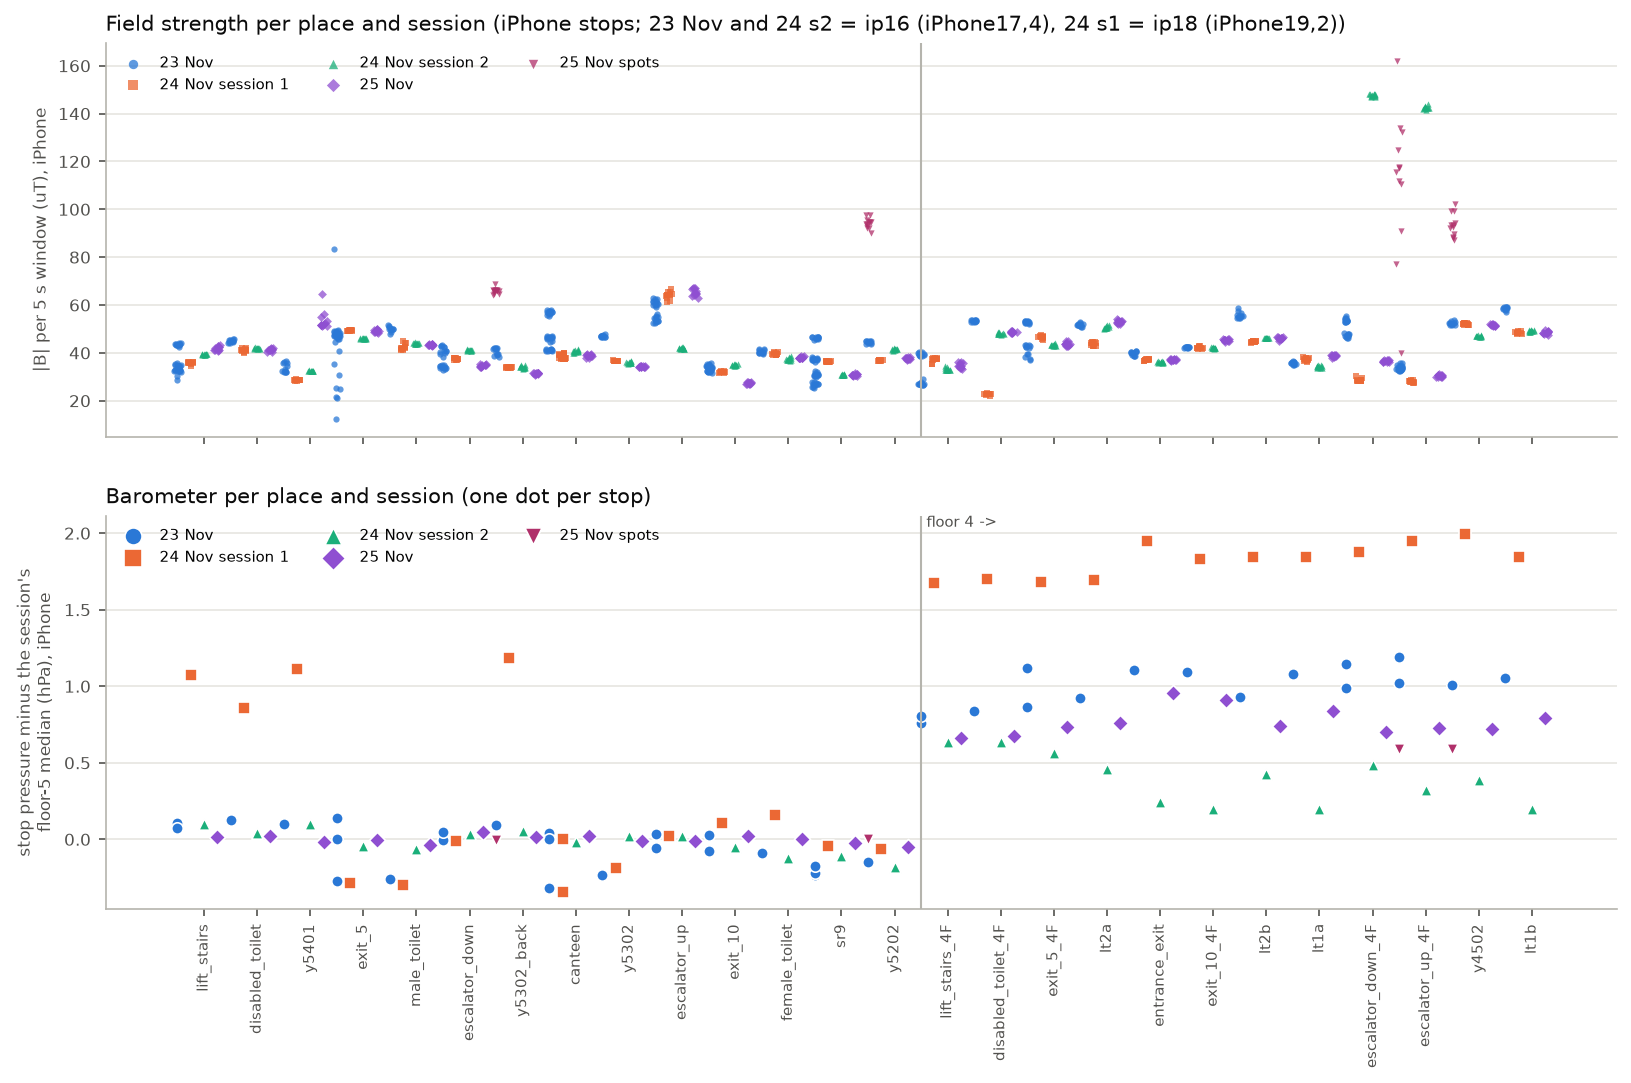 Field strength per place and session (iPhone stops; 23 Nov and 24 s2 = ip16 (iPhone17,4), 24 s1 = ip18 (iPhone19,2))
23 Nov
24 Nov session 1
24 Nov session 2
25 Nov
25 Nov spots
|B| per 5 s window (uT), iPhone
160
140
120
100
80
60
40
20
Barometer per place and session (one dot per stop)
23 Nov
24 Nov session 1
24 Nov session 2
25 Nov
25 Nov spots
floor 4 ->
stop pressure minus the session's
floor-5 median (hPa), iPhone
2.0
1.5
1.0
0.5
0.0
lift_stairs
disabled_toilet
y5401
exit_5
male_toilet
escalator_down
y5302_back
canteen
y5302
escalator_up
exit_10
female_toilet
sr9
y5202
lift_stairs_4F
disabled_toilet_4F
exit_5_4F
lt2a
entrance_exit
exit_10_4F
lt2b
lt1a
escalator_down_4F
escalator_up_4F
y4502
lt1b